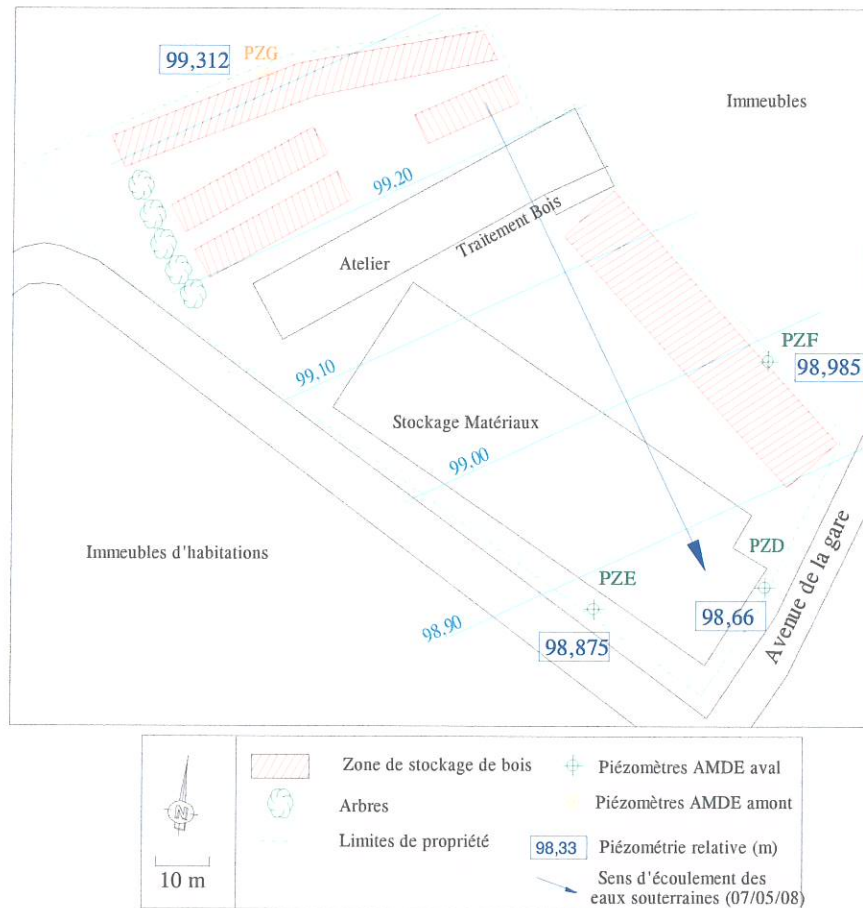 PZG
99,312
Immeubles
99.20
Traitement Bois
Atelier
PZF
98,985
99.10
Stockage Matériaux
99.00
Immeubles d'habitations
PZD
PZE
98,66
98.90
98,875
Avenue de la gare
N
10 m
Zone de stockage de bois
Arbres
Limites de propriété
Piézomètres AMDE aval
Piézomètres AMDE amont
98,33 Piézométrie relative (m)
Sens d'écoulement des
eaux souterraines (07/05/08)